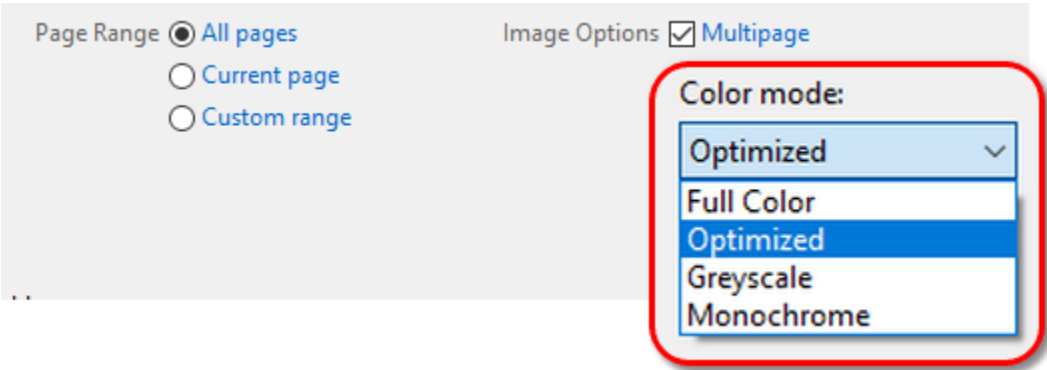 Page Range All pages
Image Options Multipage
Current page
Custom range
Color mode:
Optimized
Full Color
Optimized
Greyscale
Monochrome